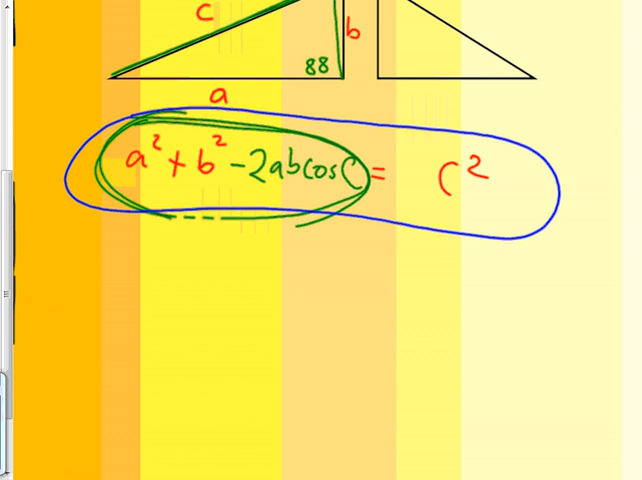 c
b
88
a
a² + b² - 2abcosC = c²